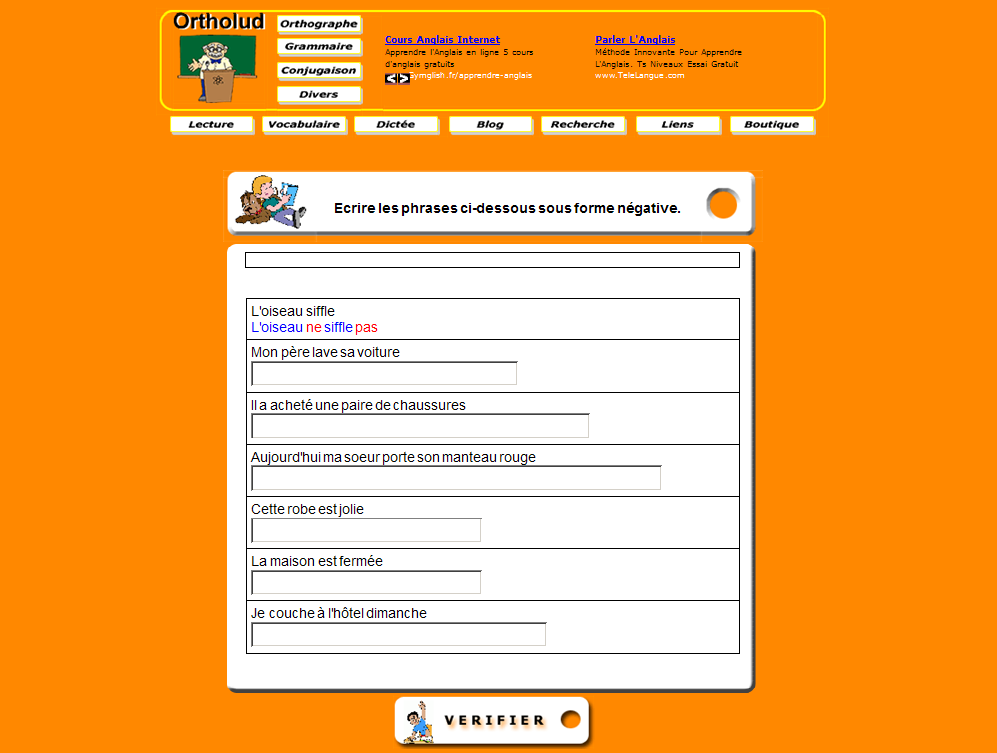 Ortholud
Orthographe
Grammaire
Conjugaison
Divers
Cours Anglais Internet
Apprendre l'Anglais en ligne 5 cours
d'anglais gratuits
Gymglish.fr/apprendre-anglais
Parler L'Anglais
Méthode Innovante Pour Apprendre
L'Anglais. Ts Niveaux Essai Gratuit
www.TeleLangue.com
Lecture Vocabulaire Dictée Blog Recherche Liens Boutique
Ecrire les phrases ci-dessous sous forme négative.
L'oiseau siffle
L'oiseau ne siffle pas
Mon père lave sa voiture
Il a acheté une paire de chaussures
Aujourd'hui ma soeur porte son manteau rouge
Cette robe est jolie
La maison est fermée
Je couche à l'hôtel dimanche
VERIFIER